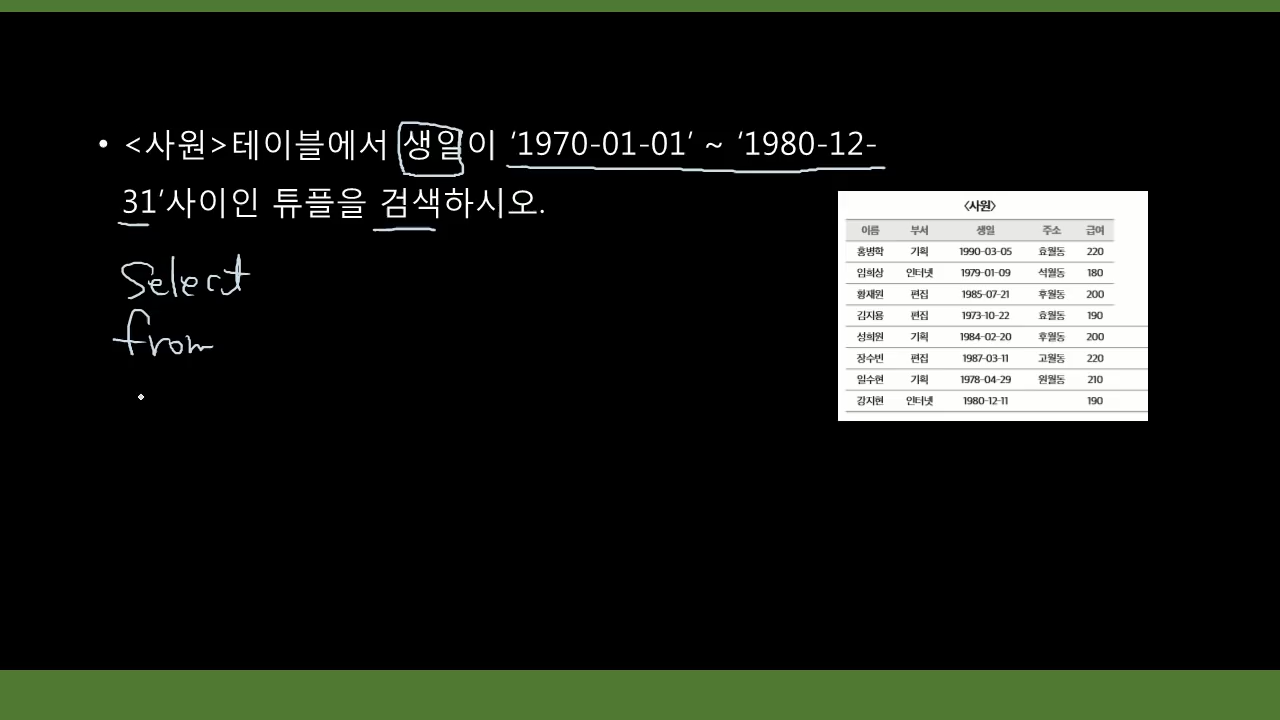 • <사원>테이블에서 생일이 '1970-01-01' ~ '1980-12-
31'사이인 튜플을 검색하시오.
Select
from
<사원>
이름 부서 생일 주소 급여
홍병학 기획 1990-03-05 효월동 220
임희상 인터넷 1979-01-09 석월동 180
황재원 편집 1985-07-21 후월동 200
김지용 편집 1973-10-22 효월동 190
성희원 기획 1984-02-20 후월동 200
장수빈 편집 1987-03-11 고월동 220
일수현 기획 1978-04-29 원월동 210
강지현 인터넷 1980-12-11 190